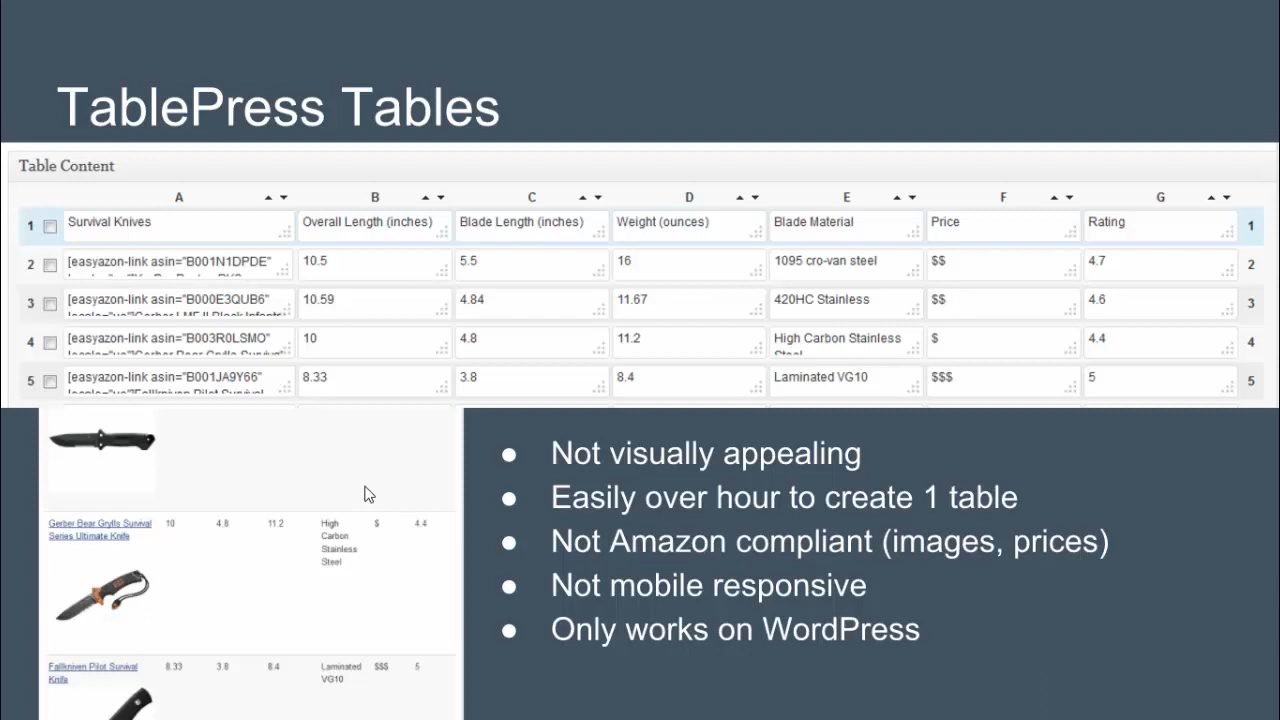 TablePress Tables
Table Content
A B C D E F G
1 Survival Knives Overall Length (inches) Blade Length (inches) Weight (ounces) Blade Material Price Rating 1
2 [easyazon-link asin="B001N1DPDE" 10.5 5.5 16 1095 cro-van steel $$ 4.7 2
3 [easyazon-link asin="B000E3QUB6" 10.59 4.84 11.67 420HC Stainless $$ 4.6 3
4 [easyazon-link asin="B003R0LSMO" 10 4.8 11.2 High Carbon Stainless $ 4.4 4
5 [easyazon-link asin="B001JA9Y66" 8.33 3.8 8.4 Laminated VG10 $$$ 5 5
Gerber Bear Grylls Survival 10 4.8 11.2 High $ 4.4
Series Ultimate Knife Carbon
Stainless
Steel
Fallkniven Pilot Survival 8.33 3.8 8.4 Laminated $$$ 5
Knife VG10
● Not visually appealing
● Easily over hour to create 1 table
● Not Amazon compliant (images, prices)
● Not mobile responsive
● Only works on WordPress